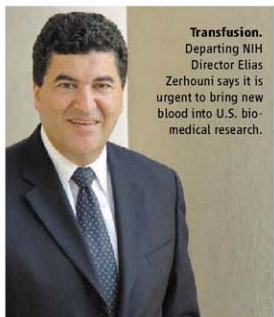 Transfusion.
Departing NIH
Director Elias
Zerhouni says it is
urgent to bring new
blood into U.S. bio-
medical research.